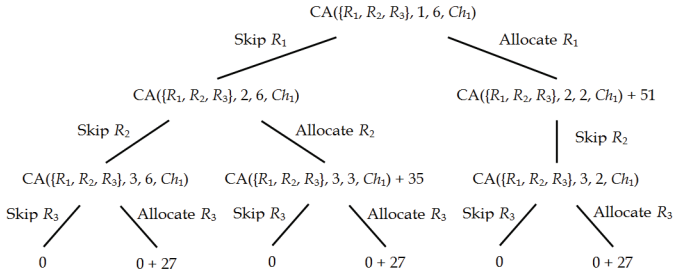 CA({R₁, R₂, R₃}, 1, 6, Ch₁)
Skip R₁
Allocate R₁
CA({R₁, R₂, R₃}, 2, 6, Ch₁)
CA({R₁, R₂, R₃}, 2, 2, Ch₁) + 51
Skip R₂
Allocate R₂
Skip R₂
CA({R₁, R₂, R₃}, 3, 6, Ch₁)
CA({R₁, R₂, R₃}, 3, 3, Ch₁) + 35
CA({R₁, R₂, R₃}, 3, 2, Ch₁)
Skip R₃
Allocate R₃
Skip R₃
Allocate R₃
Skip R₃
Allocate R₃
0
0 + 27
0
0 + 27
0
0 + 27